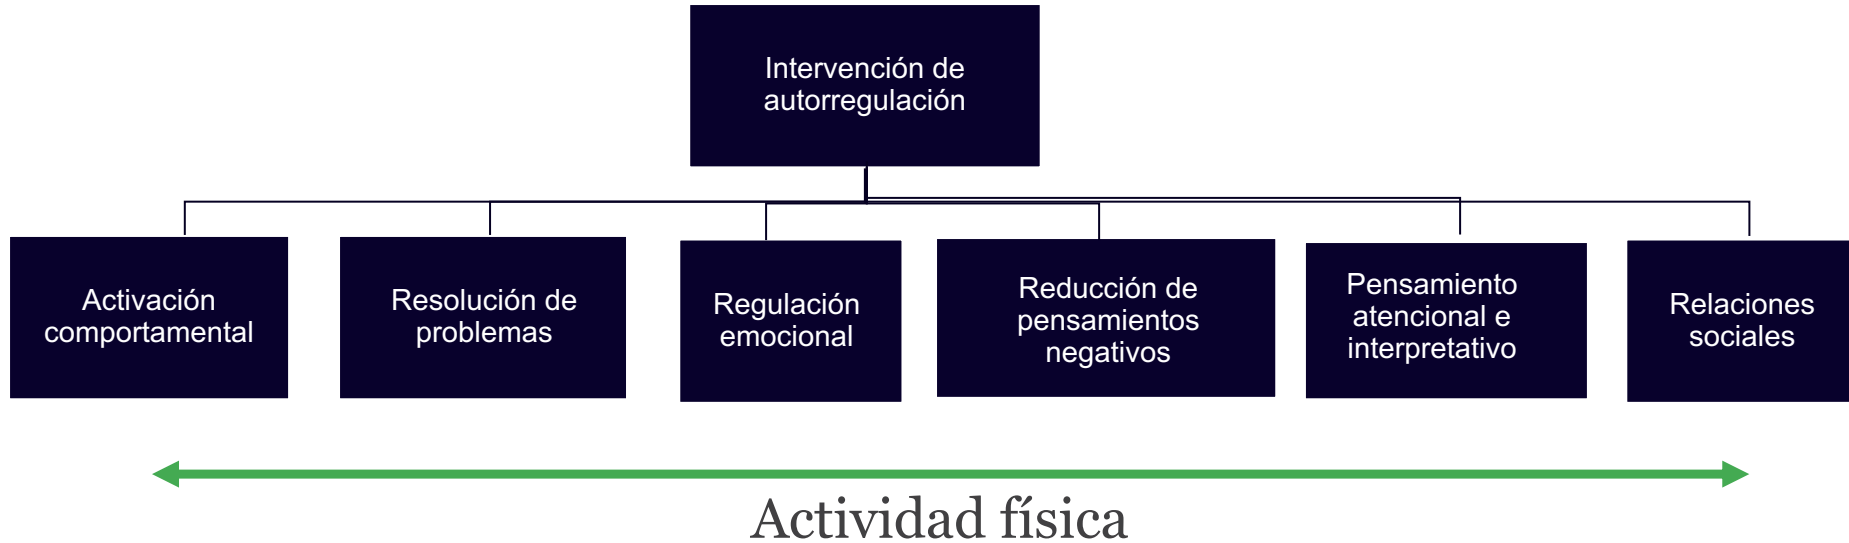 Intervención de
autorregulación
Activación
comportamental
Resolución de
problemas
Regulación
emocional
Reducción de
pensamientos
negativos
Pensamiento
atencional e
interpretativo
Relaciones
sociales
Actividad física